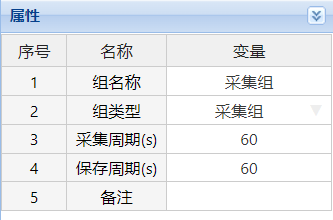 属性
序号 名称 变量
1 组名称 采集组
2 组类型 采集组
3 采集周期(s) 60
4 保存周期(s) 60
5 备注